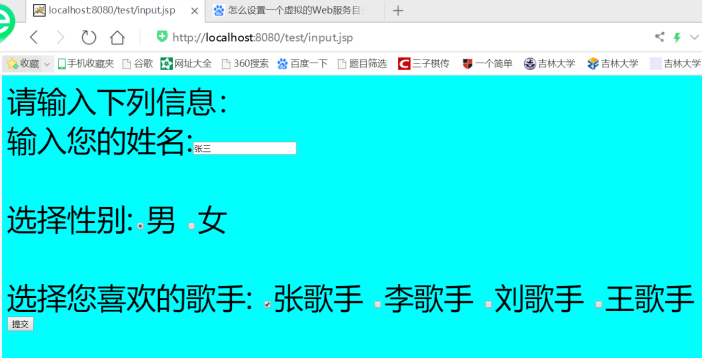 localhost:8080/test/input.jsp
怎么设置一个虚拟的Web服务目
http://localhost:8080/test/input.jsp
收藏 手机收藏夹 谷歌 网址大全 360搜索 百度一下 题目筛选 三子棋传 一个简单 吉林大学 吉林大学 吉林大学
请输入下列信息：
输入您的姓名:张三
选择性别:男 女
选择您喜欢的歌手: 张歌手 李歌手 刘歌手 王歌手
提交